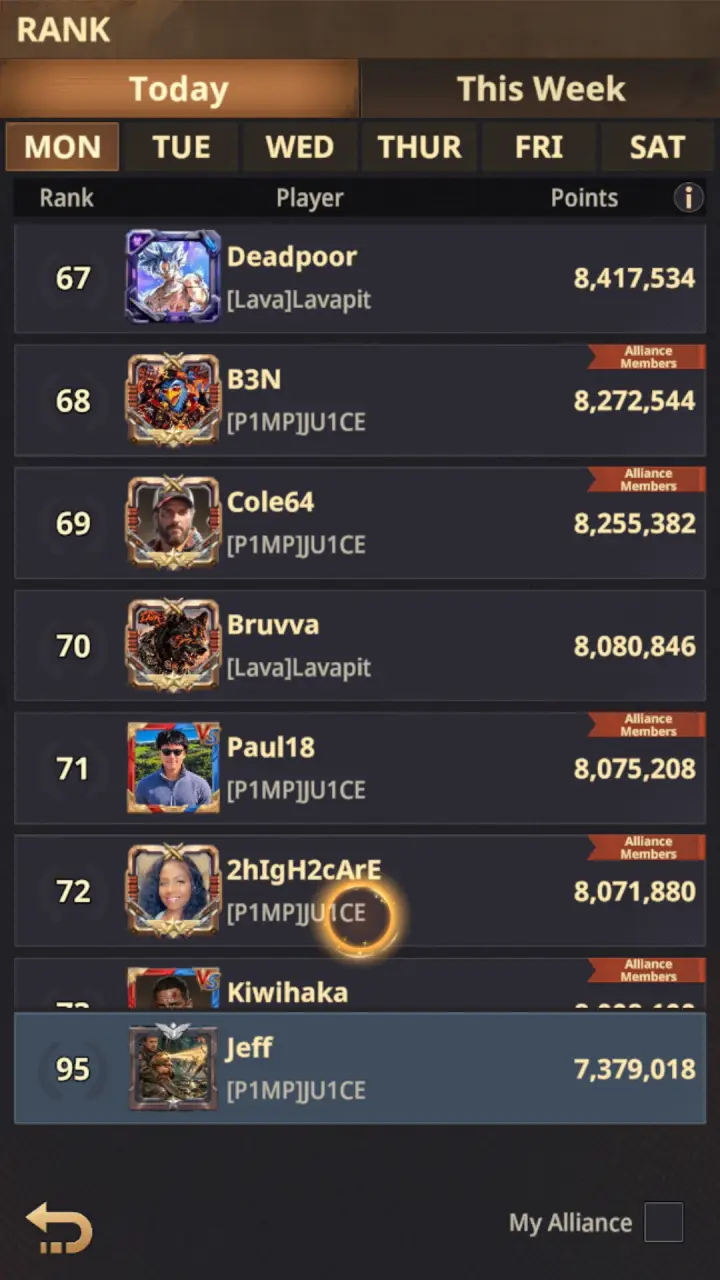 RANK
Today
This Week
MON
TUE
WED
THUR
FRI
SAT
Rank
Player
Points
67
Deadpoor
[Lava]Lavapit
8,417,534
Alliance
Members
68
B3N
[P1MP]JU1CE
8,272,544
Alliance
Members
69
Cole64
[P1MP]JU1CE
8,255,382
70
Bruvva
[Lava]Lavapit
8,080,846
Alliance
Members
71
Paul18
[P1MP]JU1CE
8,075,208
Alliance
Members
72
2hIgH2cArE
[P1MP]JU1CE
8,071,880
Alliance
Members
Kiwihaka
95
Jeff
[P1MP]JU1CE
7,379,018
My Alliance